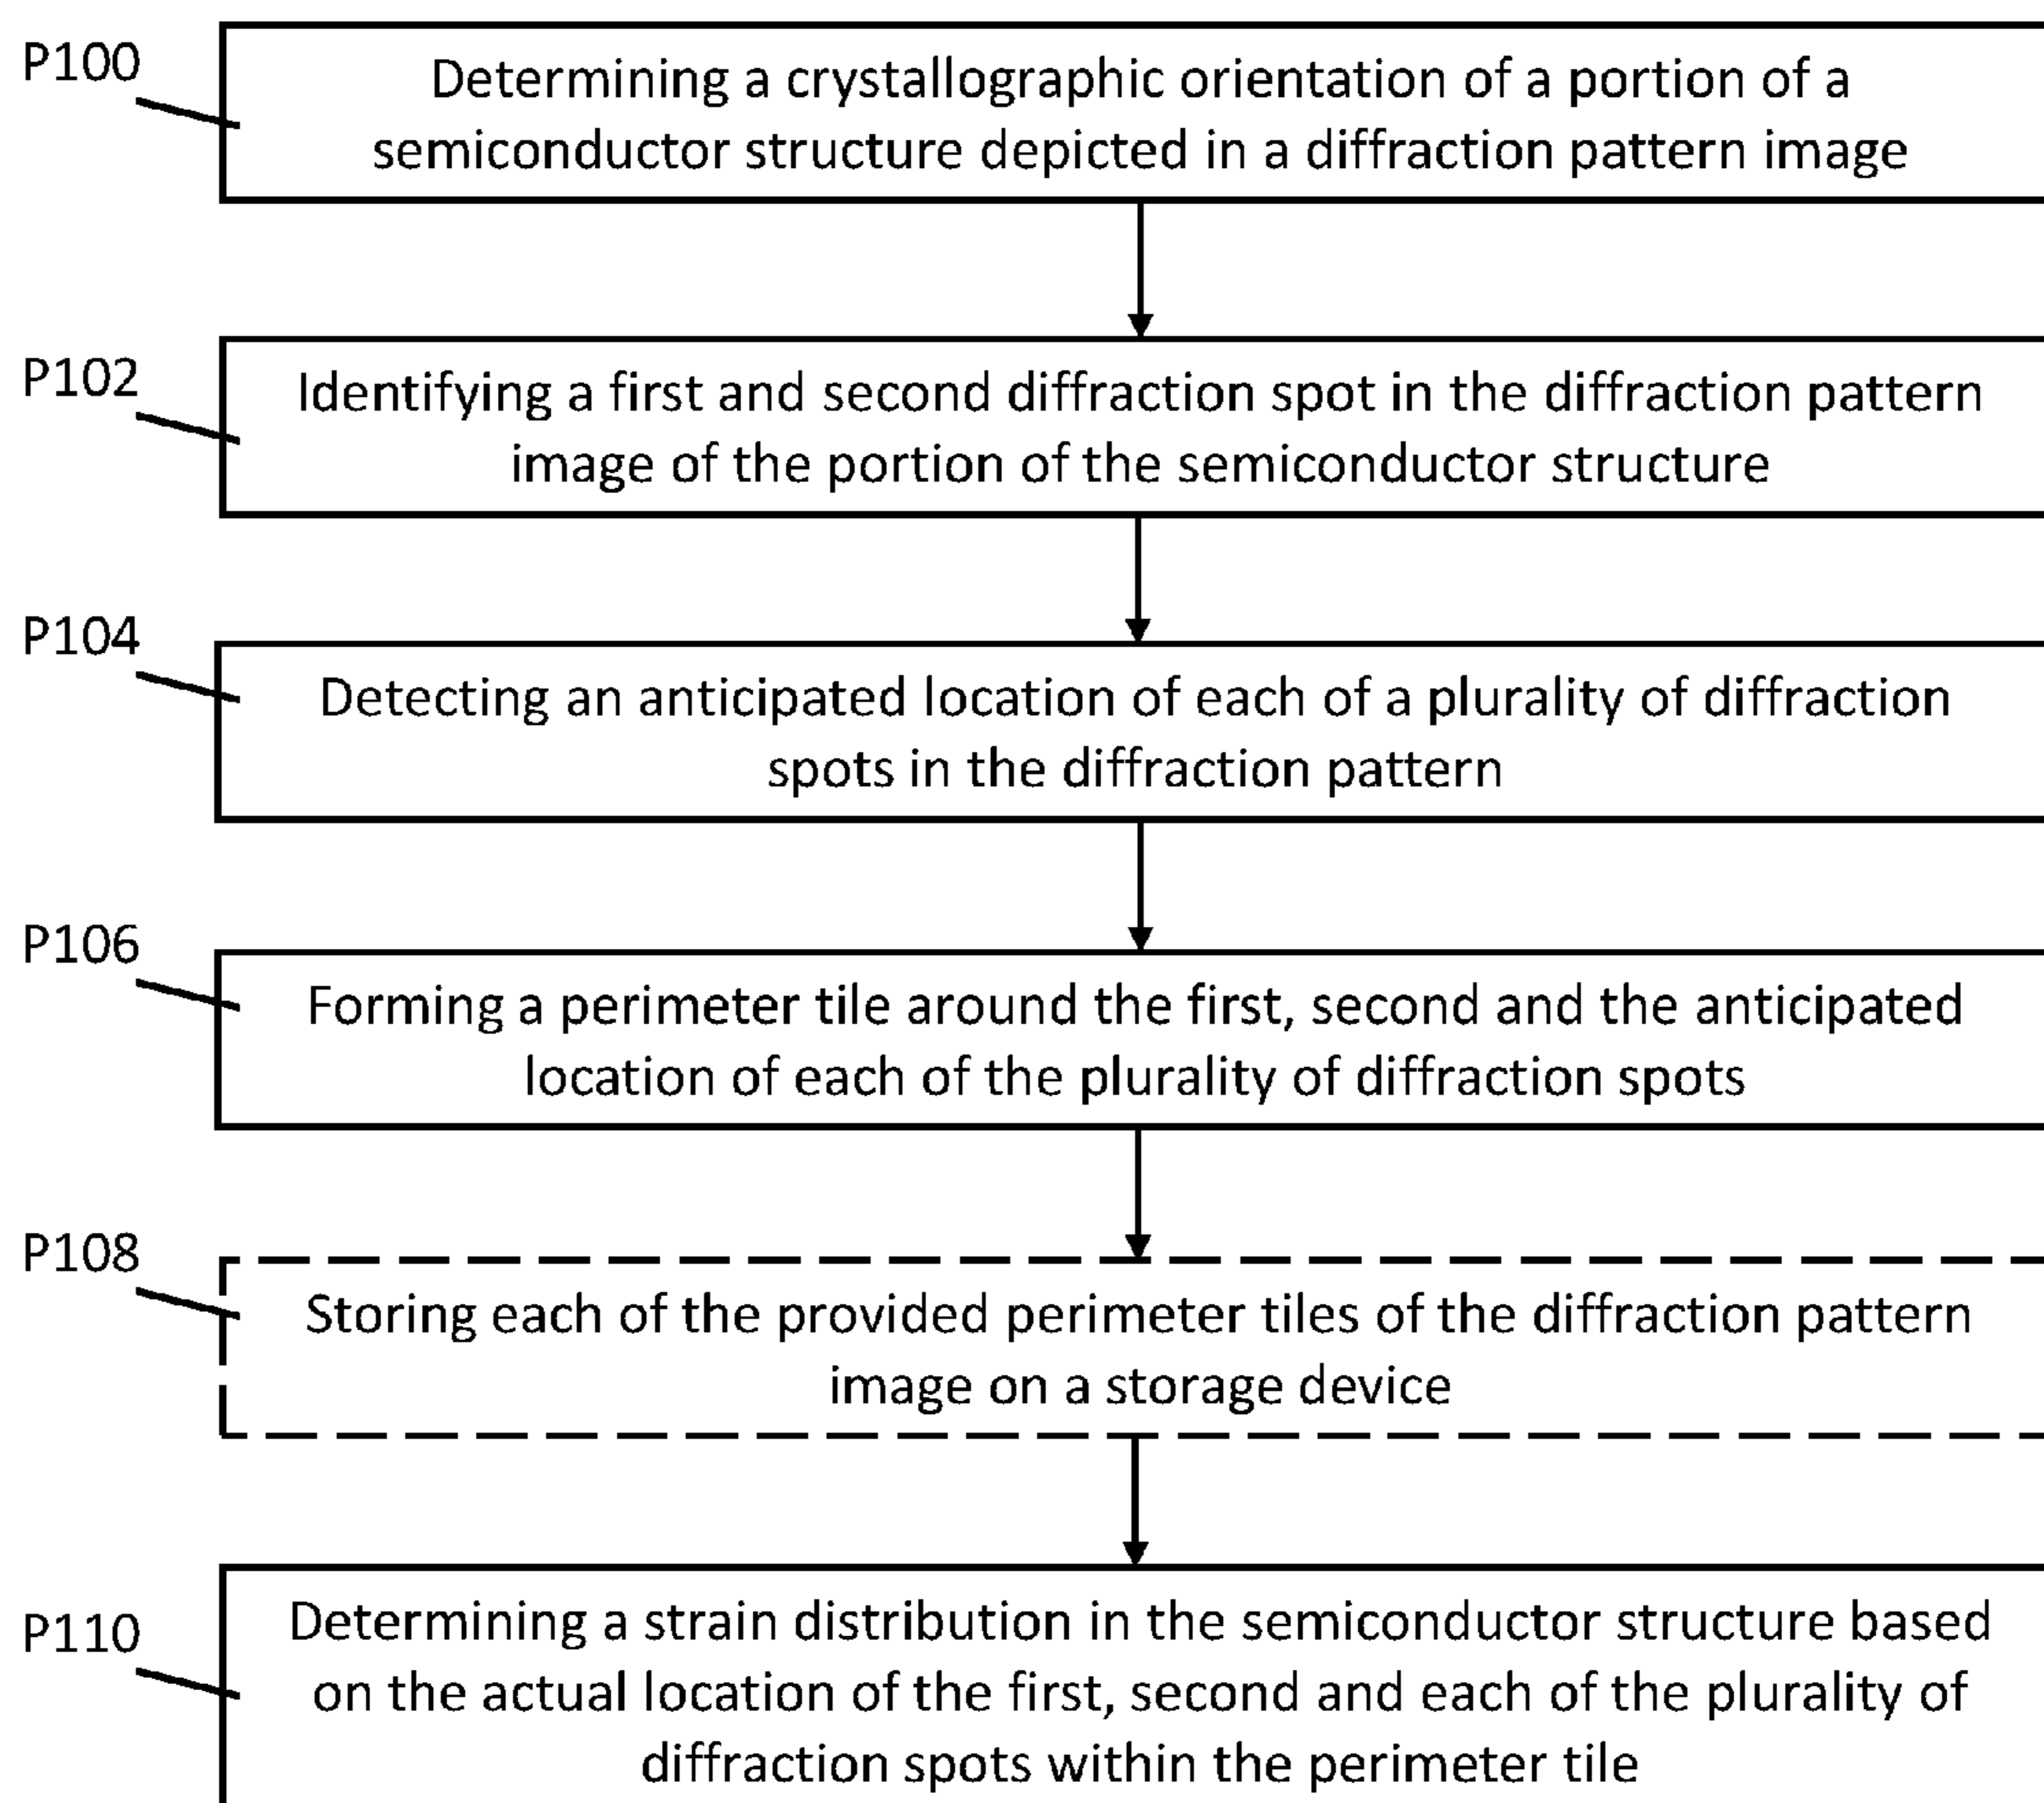 P100
Determining a crystallographic orientation of a portion of a
semiconductor structure depicted in a diffraction pattern image
P102
Identifying a first and second diffraction spot in the diffraction pattern
image of the portion of the semiconductor structure
P104
Detecting an anticipated location of each of a plurality of diffraction
spots in the diffraction pattern
P106
Forming a perimeter tile around the first, second and the anticipated
location of each of the plurality of diffraction spots
P108
Storing each of the provided perimeter tiles of the diffraction pattern
image on a storage device
P110
Determining a strain distribution in the semiconductor structure based
on the actual location of the first, second and each of the plurality of
diffraction spots within the perimeter tile